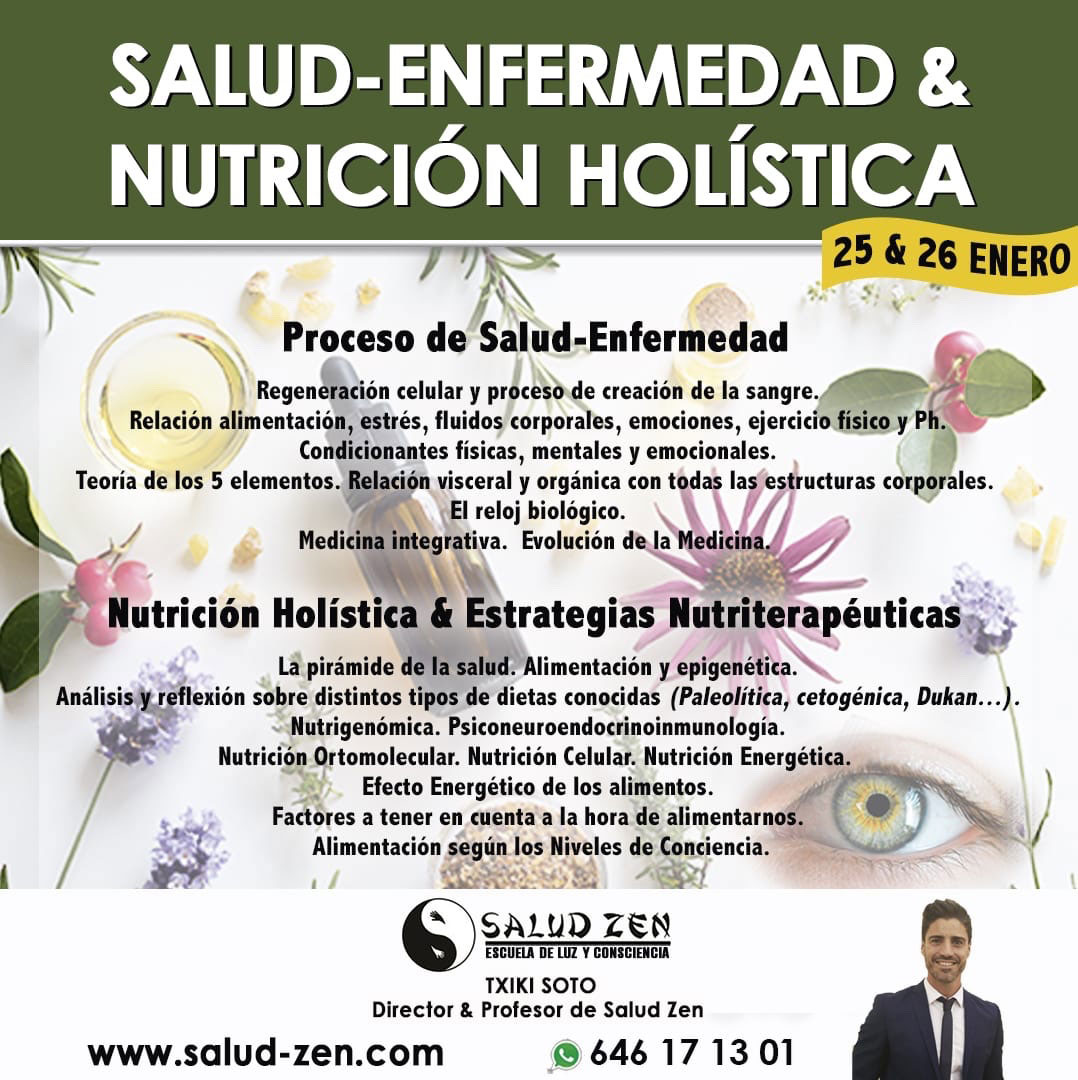 SALUD-ENFERMEDAD &
NUTRICIÓN HOLÍSTICA
25 & 26 ENERO
Proceso de Salud-Enfermedad
Regeneración celular y proceso de creación de la sangre.
Relación alimentación, estrés, fluidos corporales, emociones, ejercicio físico y Ph.
Condicionantes físicas, mentales y emocionales.
Teoría de los 5 elementos. Relación visceral y orgánica con todas las estructuras corporales.
El reloj biológico.
Medicina integrativa. Evolución de la Medicina.
Nutrición Holística & Estrategias Nutriterapéuticas
La pirámide de la salud. Alimentación y epigenética.
Análisis y reflexión sobre distintos tipos de dietas conocidas (Paleolítica, cetogénica, Dukan...).
Nutrigenómica. Psiconeuroendocrinoinmunología.
Nutrición Ortomolecular. Nutrición Celular. Nutrición Energética.
Efecto Energético de los alimentos.
Factores a tener en cuenta a la hora de alimentarnos.
Alimentación según los Niveles de Conciencia.
SALUD ZEN
ESCUELA DE LUZ Y CONSCIENCIA
TXIKI SOTO
Director & Profesor de Salud Zen
www.salud-zen.com
646 17 13 01